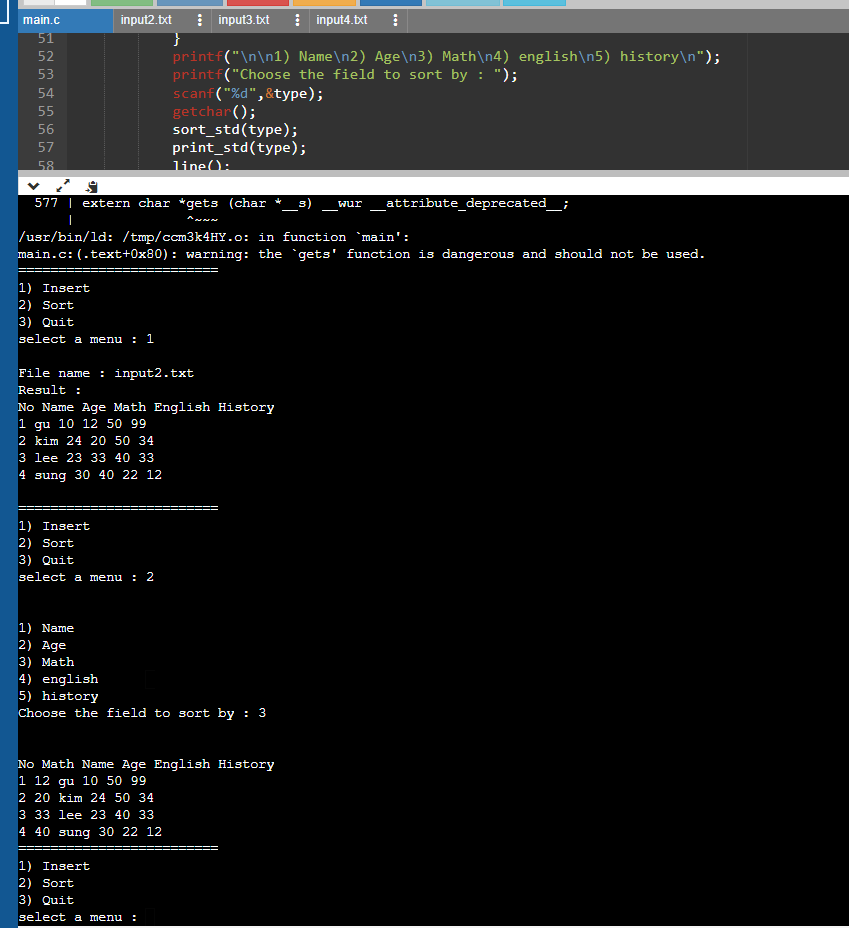 main.c input2.txt input3.txt input4.txt
51 }
52 printf("\n\n1) Name\n2) Age\n3) Math\n4) english\n5) history\n");
53 printf("Choose the field to sort by : ");
54 scanf("%d",&type);
55 getchar();
56 sort_std(type);
57 print_std(type);
58 line();
577 | extern char *gets (char *__s) __wur __attribute_deprecated__;
| ^~~~
/usr/bin/ld: /tmp/ccm3k4HY.o: in function `main':
main.c:(.text+0x80): warning: the `gets' function is dangerous and should not be used.
=========================
1) Insert
2) Sort
3) Quit
select a menu : 1
File name : input2.txt
Result :
No Name Age Math English History
1 gu 10 12 50 99
2 kim 24 20 50 34
3 lee 23 33 40 33
4 sung 30 40 22 12
=========================
1) Insert
2) Sort
3) Quit
select a menu : 2
1) Name
2) Age
3) Math
4) english
5) history
Choose the field to sort by : 3
No Math Name Age English History
1 12 gu 10 50 99
2 20 kim 24 50 34
3 33 lee 23 40 33
4 40 sung 30 22 12
=========================
1) Insert
2) Sort
3) Quit
select a menu :